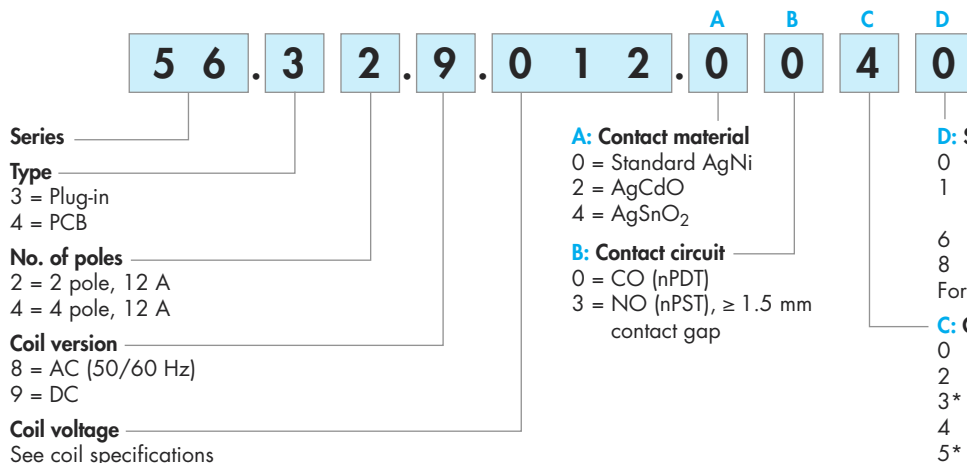 A B C D
5 6 . 3 2 . 9 . 0 1 2 . 0 0 4 0
Series
Type
3 = Plug-in
4 = PCB
No. of poles
2 = 2 pole, 12 A
4 = 4 pole, 12 A
Coil version
8 = AC (50/60 Hz)
9 = DC
Coil voltage
See coil specifications
A: Contact material
0 = Standard AgNi
2 = AgCdO
4 = AgSnO₂
B: Contact circuit
0 = CO (nPDT)
3 = NO (nPST), ≥ 1.5 mm
contact gap
D:
0
1
6
8
For
C:
0
2
3*
4
5*